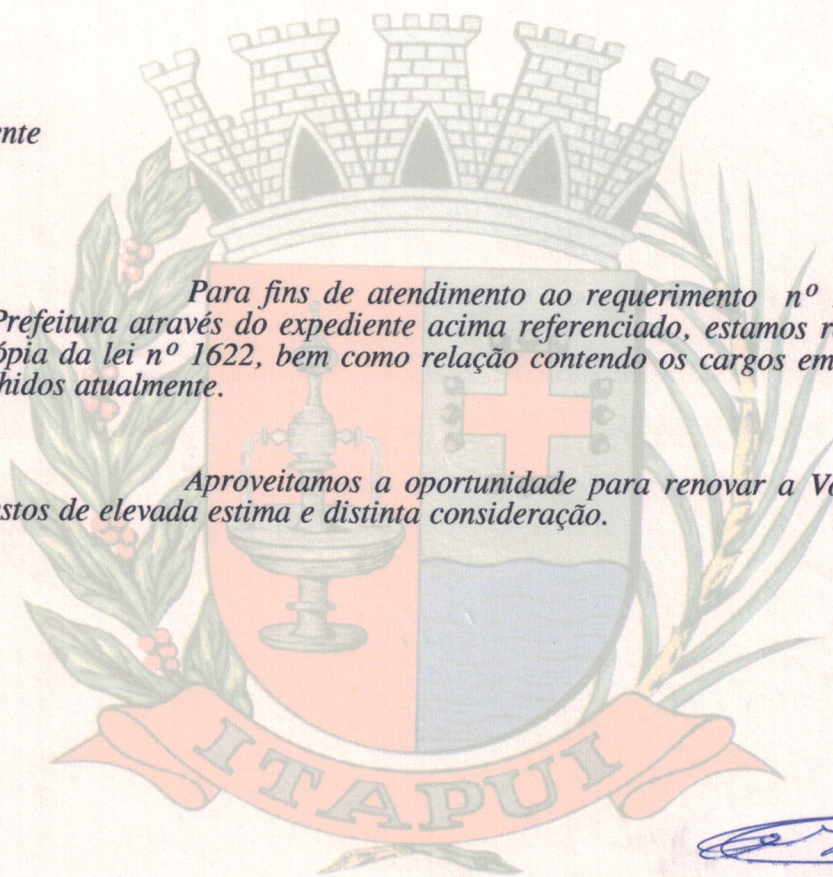 nte
Para fins de atendimento ao requerimento nº
Prefeitura através do expediente acima referenciado, estamos r
ópia da lei nº 1622, bem como relação contendo os cargos em
hidos atualmente.
Aproveitamos a oportunidade para renovar a V
stos de elevada estima e distinta consideração.
ITAPUI